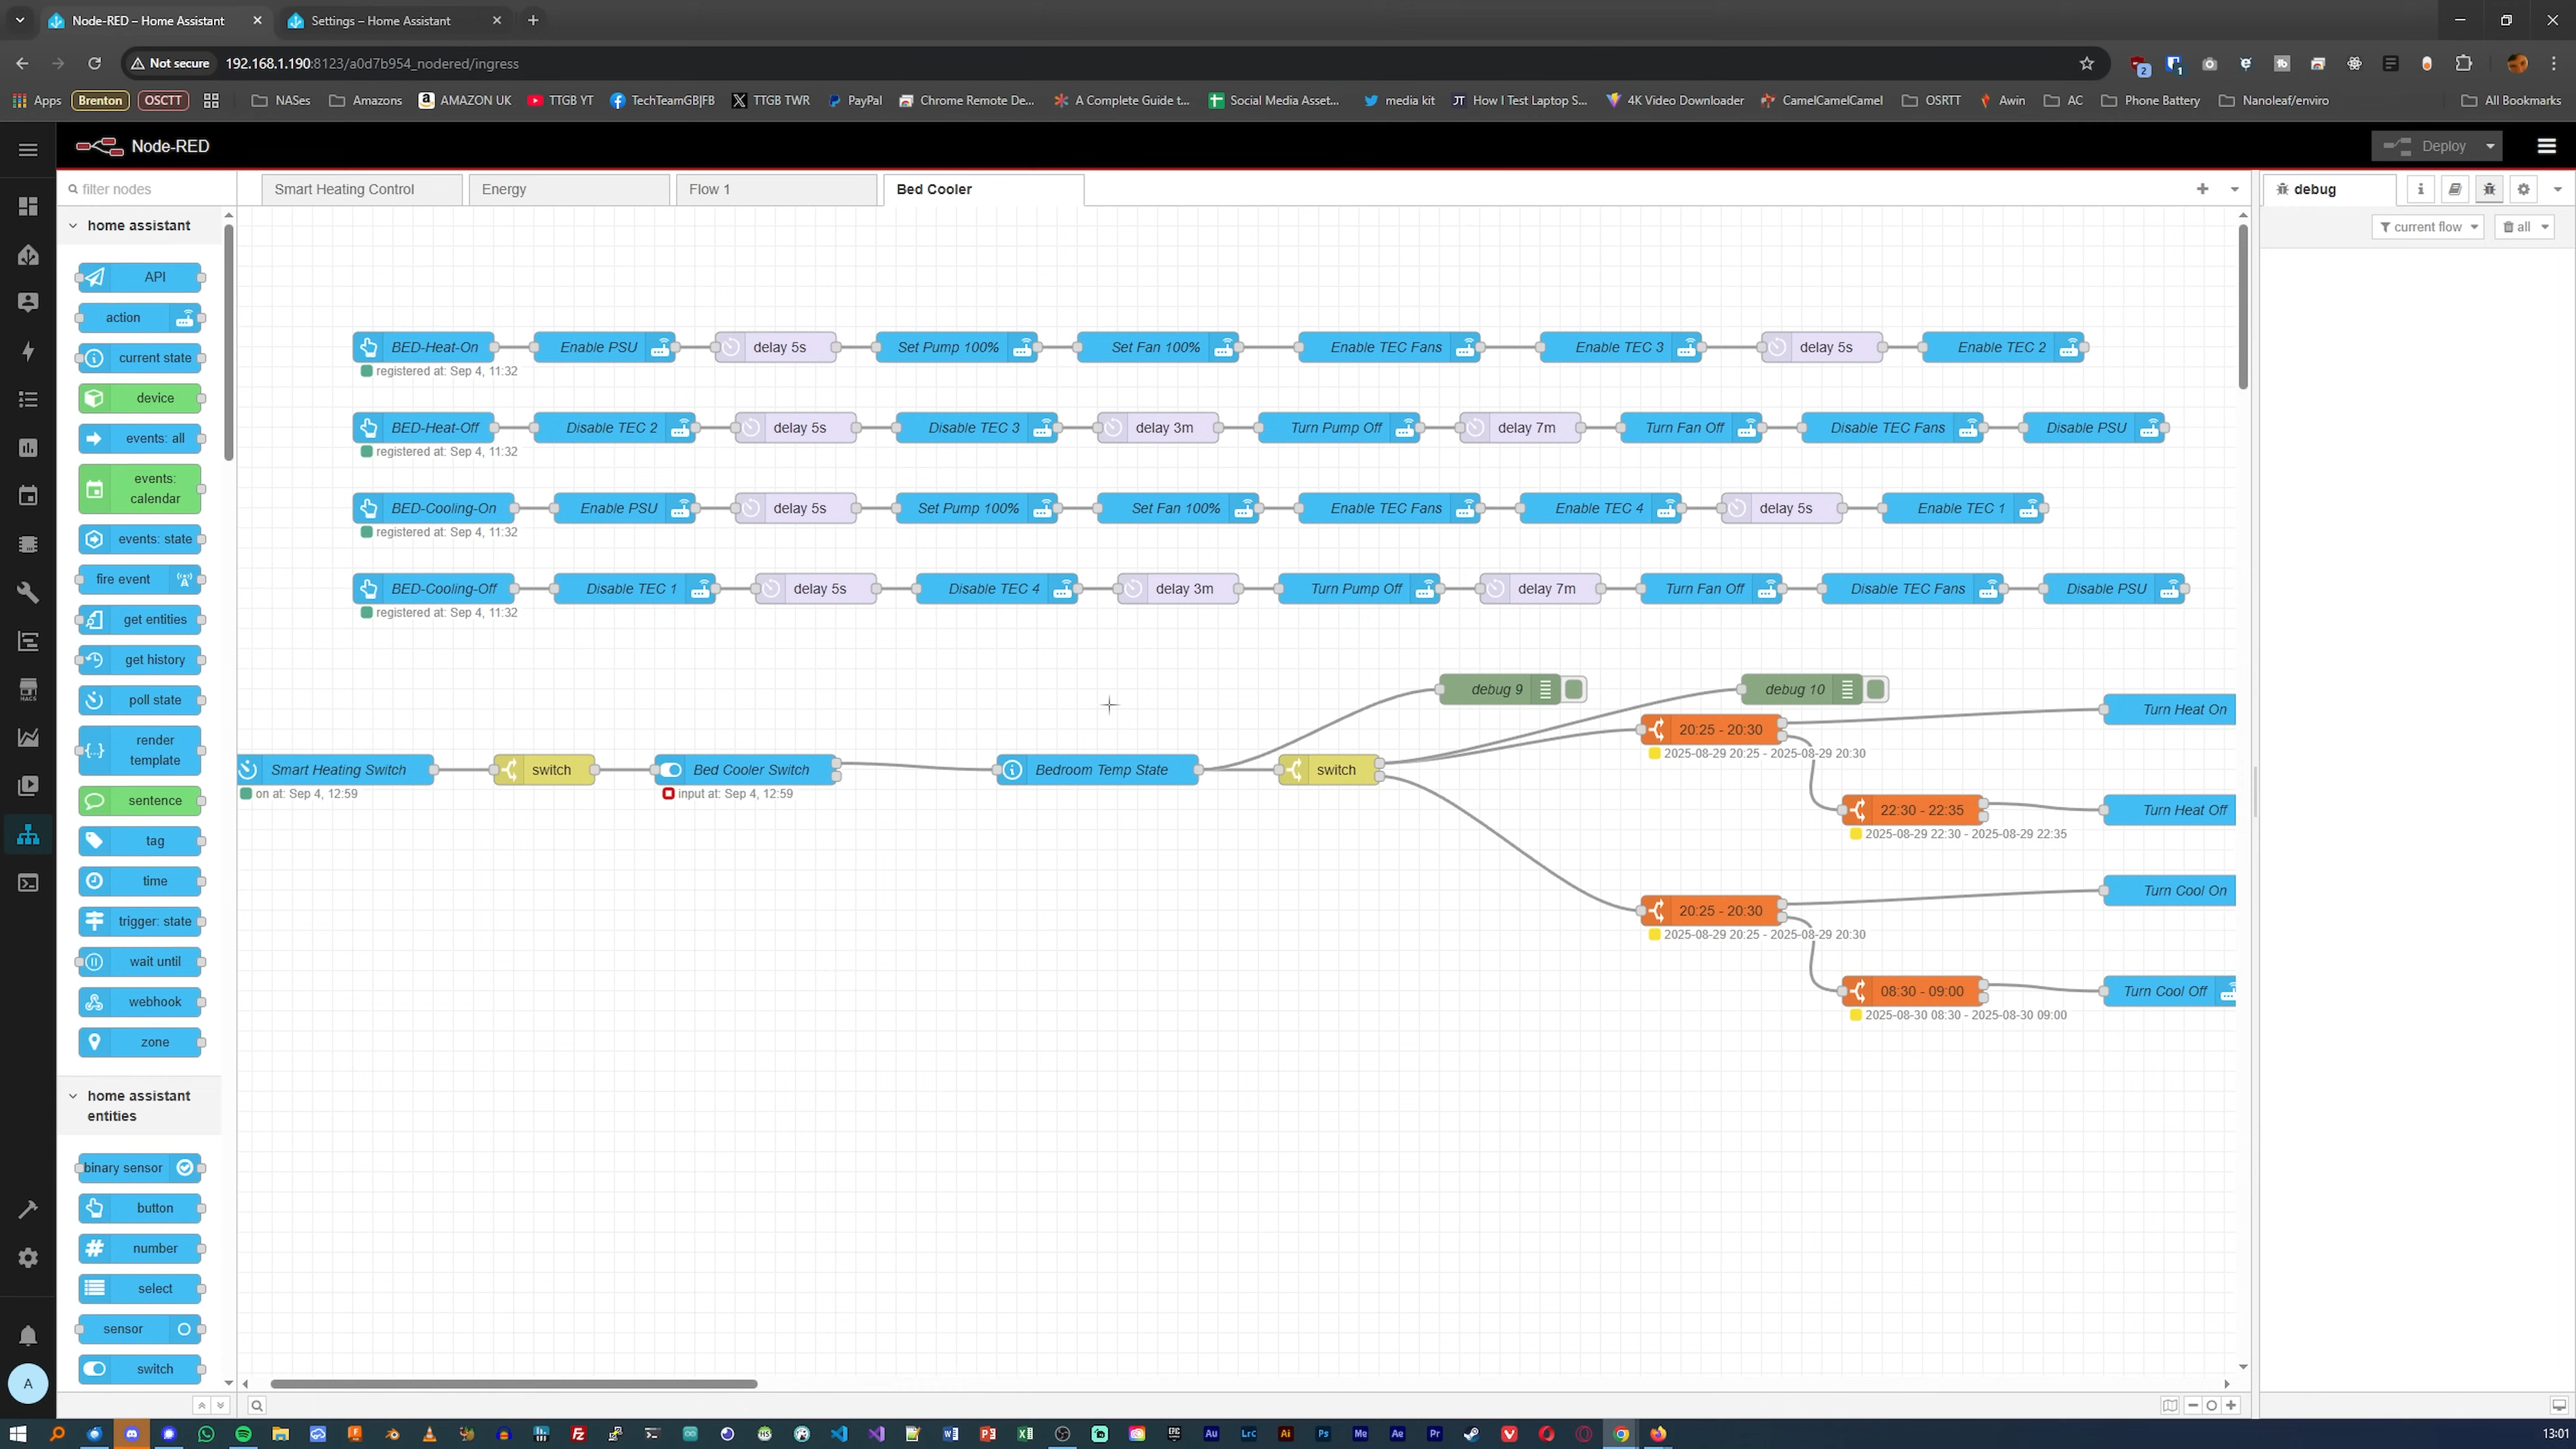 Node-RED – Home Assistant
Settings – Home Assistant
Not secure
192.168.1.190:8123/a0d7b954_nodered/ingress
2
1
Apps
Brenton
OSCTT
NASes
Amazons
AMAZON UK
TTGB YT
TechTeamGB|FB
TTGB TWR
PayPal
Chrome Remote De...
A Complete Guide t...
Social Media Asset...
media kit
JT
How I Test Laptop S...
4K Video Downloader
CamelCamelCamel
OSRTT
Awin
AC
Phone Battery
Nanoleaf/enviro
All Bookmarks
Node-RED
Deploy
filter nodes
Smart Heating Control
Energy
Flow 1
Bed Cooler
debug
current flow
all
home assistant
API
action
current state
device
events: all
events:
calendar
events: state
fire event
get entities
get history
poll state
render
template
sentence
tag
time
trigger: state
wait until
webhook
zone
home assistant
entities
binary sensor
button
number
select
sensor
switch
HACS
A
BED-Heat-On
Enable PSU
delay 5s
Set Pump 100%
Set Fan 100%
Enable TEC Fans
Enable TEC 3
delay 5s
Enable TEC 2
registered at: Sep 4, 11:32
BED-Heat-Off
Disable TEC 2
delay 5s
Disable TEC 3
delay 3m
Turn Pump Off
delay 7m
Turn Fan Off
Disable TEC Fans
Disable PSU
registered at: Sep 4, 11:32
BED-Cooling-On
Enable PSU
delay 5s
Set Pump 100%
Set Fan 100%
Enable TEC Fans
Enable TEC 4
delay 5s
Enable TEC 1
registered at: Sep 4, 11:32
BED-Cooling-Off
Disable TEC 1
delay 5s
Disable TEC 4
delay 3m
Turn Pump Off
delay 7m
Turn Fan Off
Disable TEC Fans
Disable PSU
registered at: Sep 4, 11:32
debug 9
debug 10
Turn Heat On
20:25 - 20:30
2025-08-29 20:25 - 2025-08-29 20:30
Smart Heating Switch
switch
Bed Cooler Switch
Bedroom Temp State
switch
on at: Sep 4, 12:59
input at: Sep 4, 12:59
22:30 - 22:35
Turn Heat Off
2025-08-29 22:30 - 2025-08-29 22:35
Turn Cool On
20:25 - 20:30
2025-08-29 20:25 - 2025-08-29 20:30
08:30 - 09:00
Turn Cool Off
2025-08-30 08:30 - 2025-08-30 09:00
Au
Lrc
Ai
Ps
Me
Ae
Pr
13:01